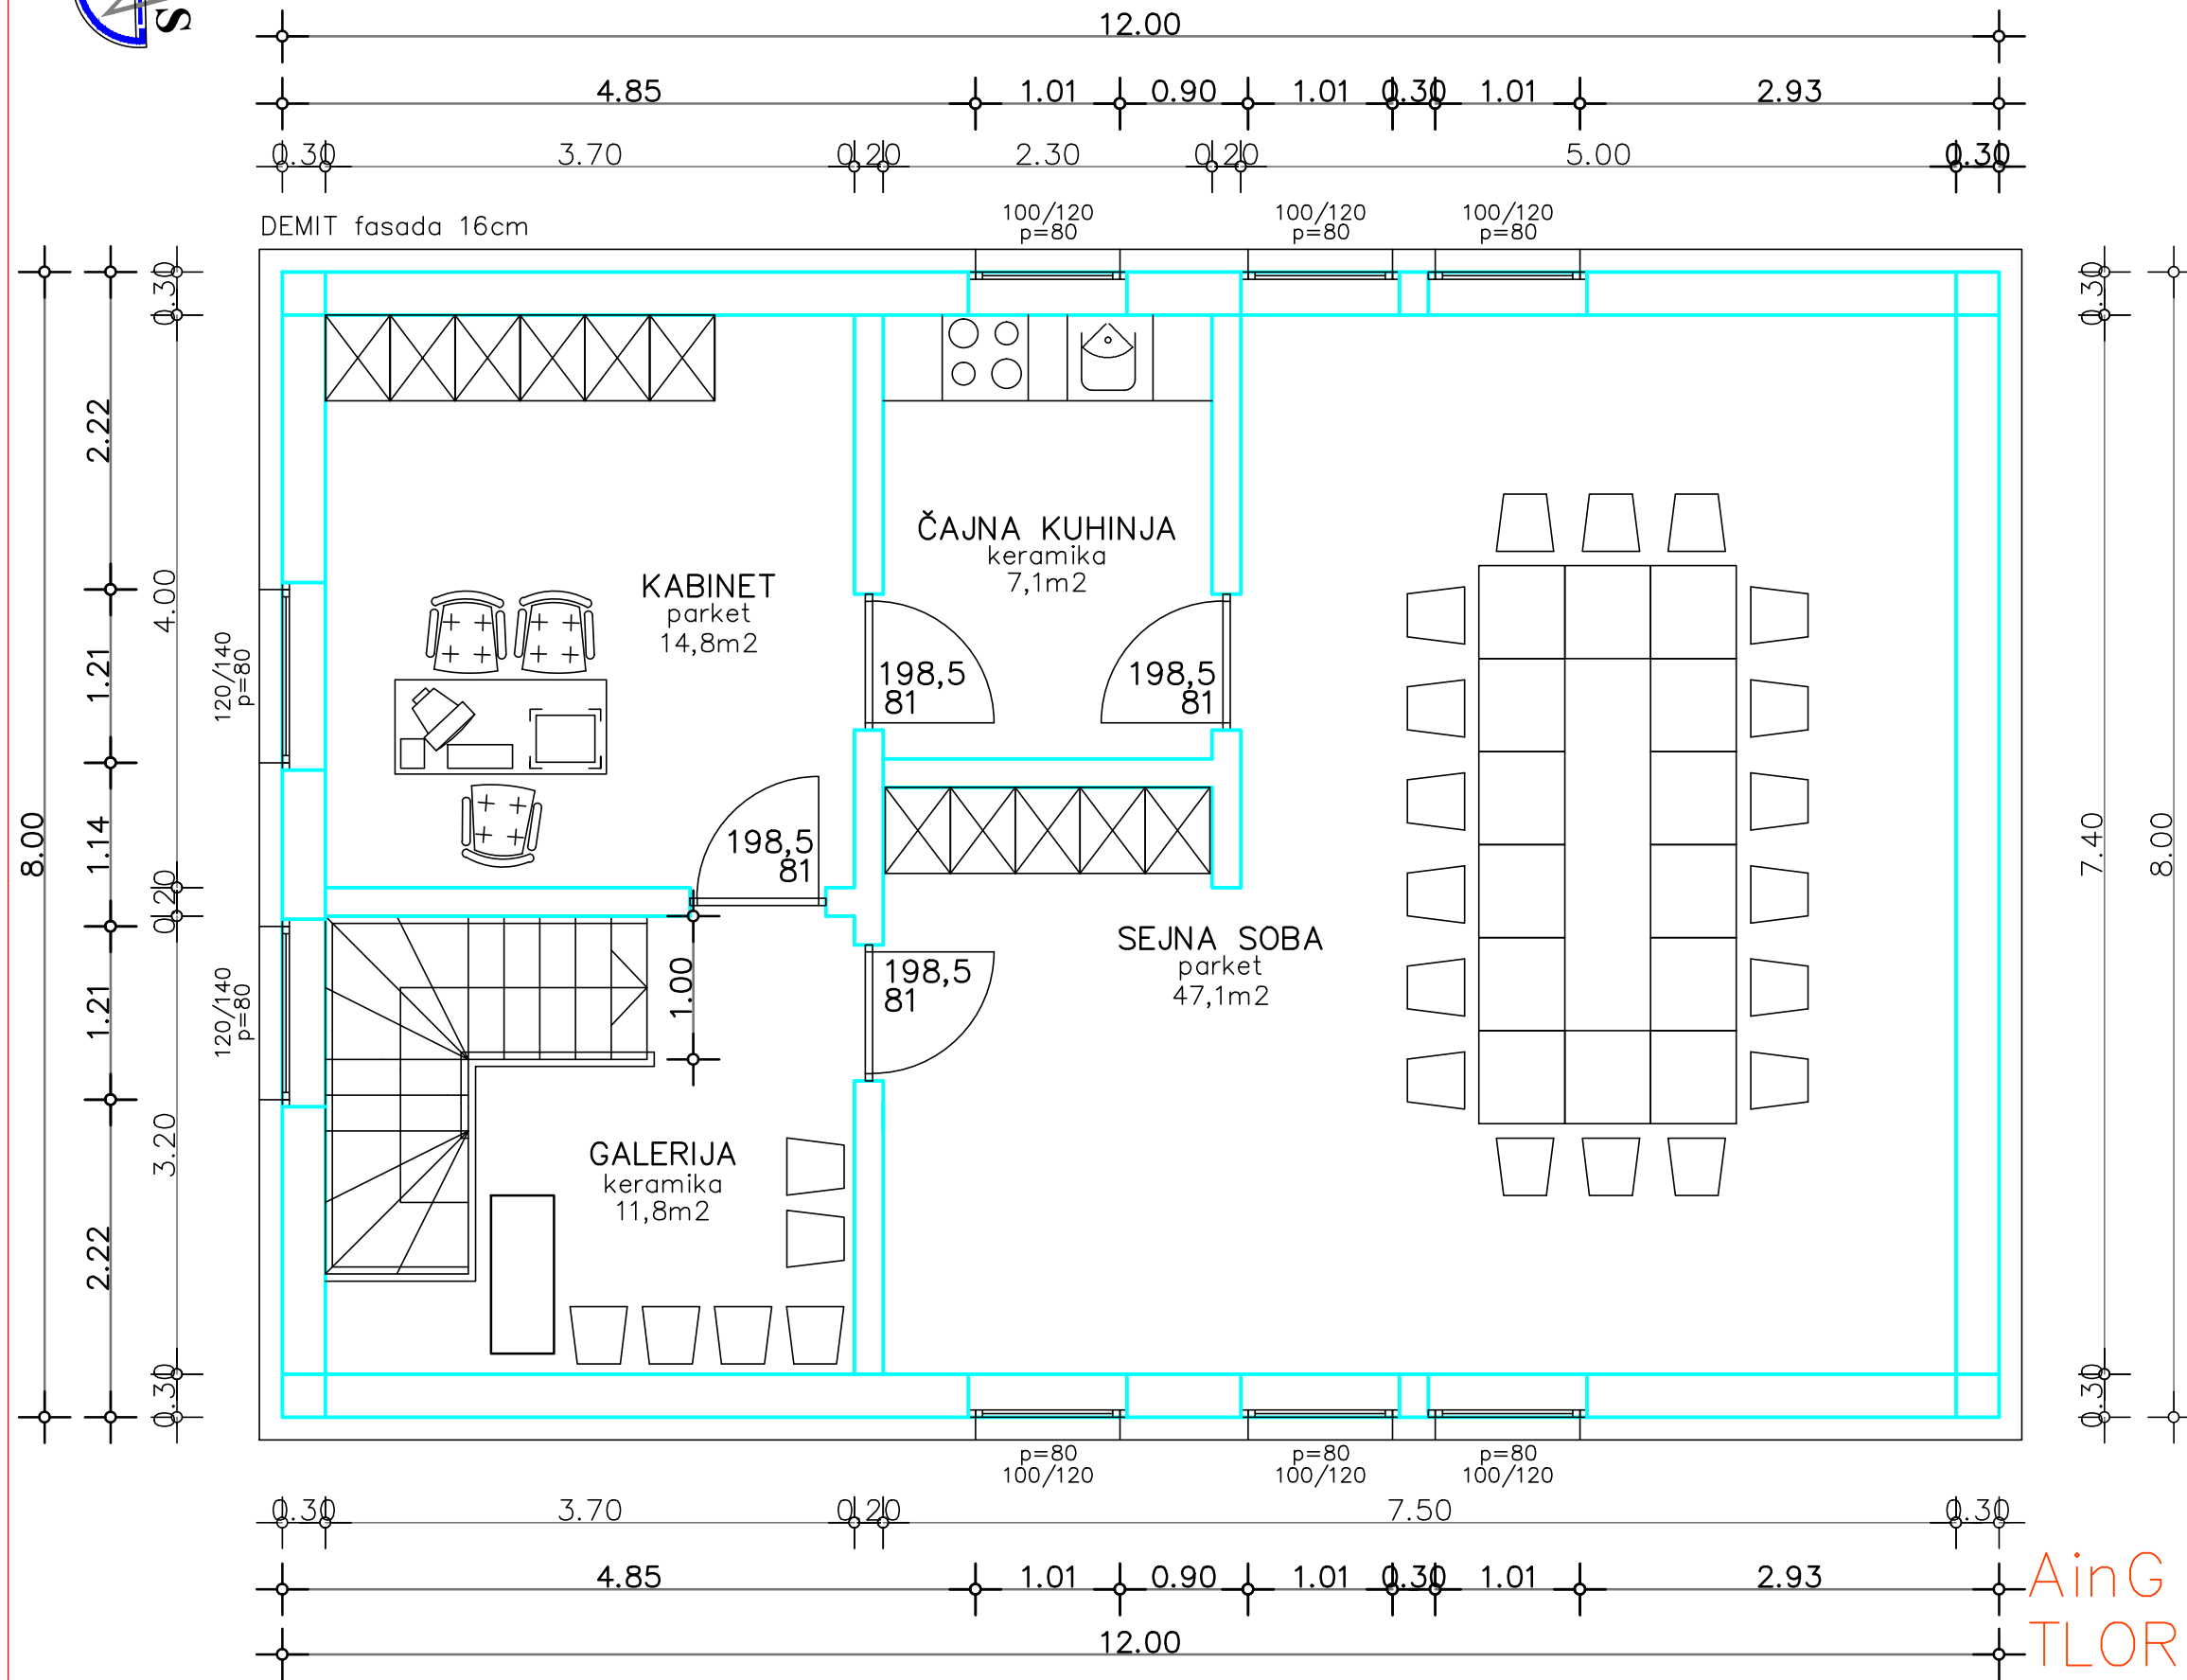 S
12.00
4.85 1.01 0.90 1.01 0.30 1.01 2.93
0.30 3.70 0.20 2.30 0.20 5.00 0.30
DEMIT fasada 16cm
100/120 100/120 100/120
p=80 p=80 p=80
8.00
2.22 1.21 1.14 1.21 2.22
0.30 4.00 0.20 3.20 0.30
120/140
p=80
120/140
p=80
KABINET
parket
14,8m2
ČAJNA KUHINJA
keramika
7,1m2
198,5
81
198,5
81
198,5
81
198,5
81
1.00
SEJNA SOBA
parket
47,1m2
GALERIJA
keramika
11,8m2
0.30 7.40 0.30
8.00
p=80 p=80 p=80
100/120 100/120 100/120
0.30 3.70 0.20 7.50 0.30
4.85 1.01 0.90 1.01 0.30 1.01 2.93
12.00
AinG
TLOR